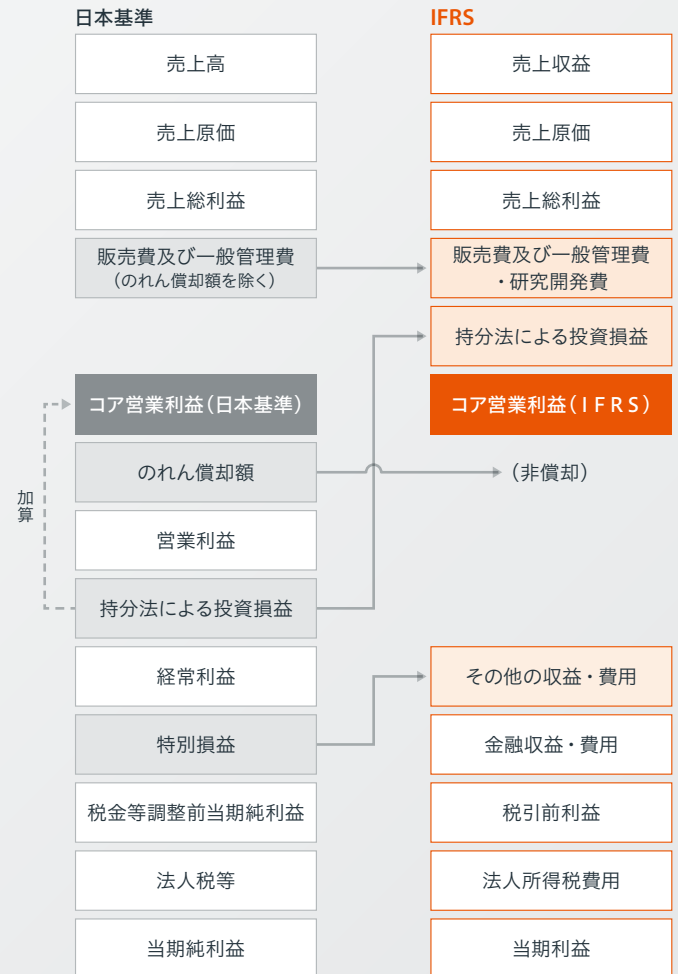 日本基準
売上高
売上原価
売上総利益
販売費及び一般管理費
(のれん償却額を除く)
コア営業利益(日本基準)
のれん償却額
営業利益
持分法による投資損益
経常利益
特別損益
税金等調整前当期純利益
法人税等
当期純利益
加算
IFRS
売上収益
売上原価
売上総利益
販売費及び一般管理費
・研究開発費
持分法による投資損益
コア営業利益(IFRS)
(非償却)
その他の収益・費用
金融収益・費用
税引前利益
法人所得税費用
当期利益